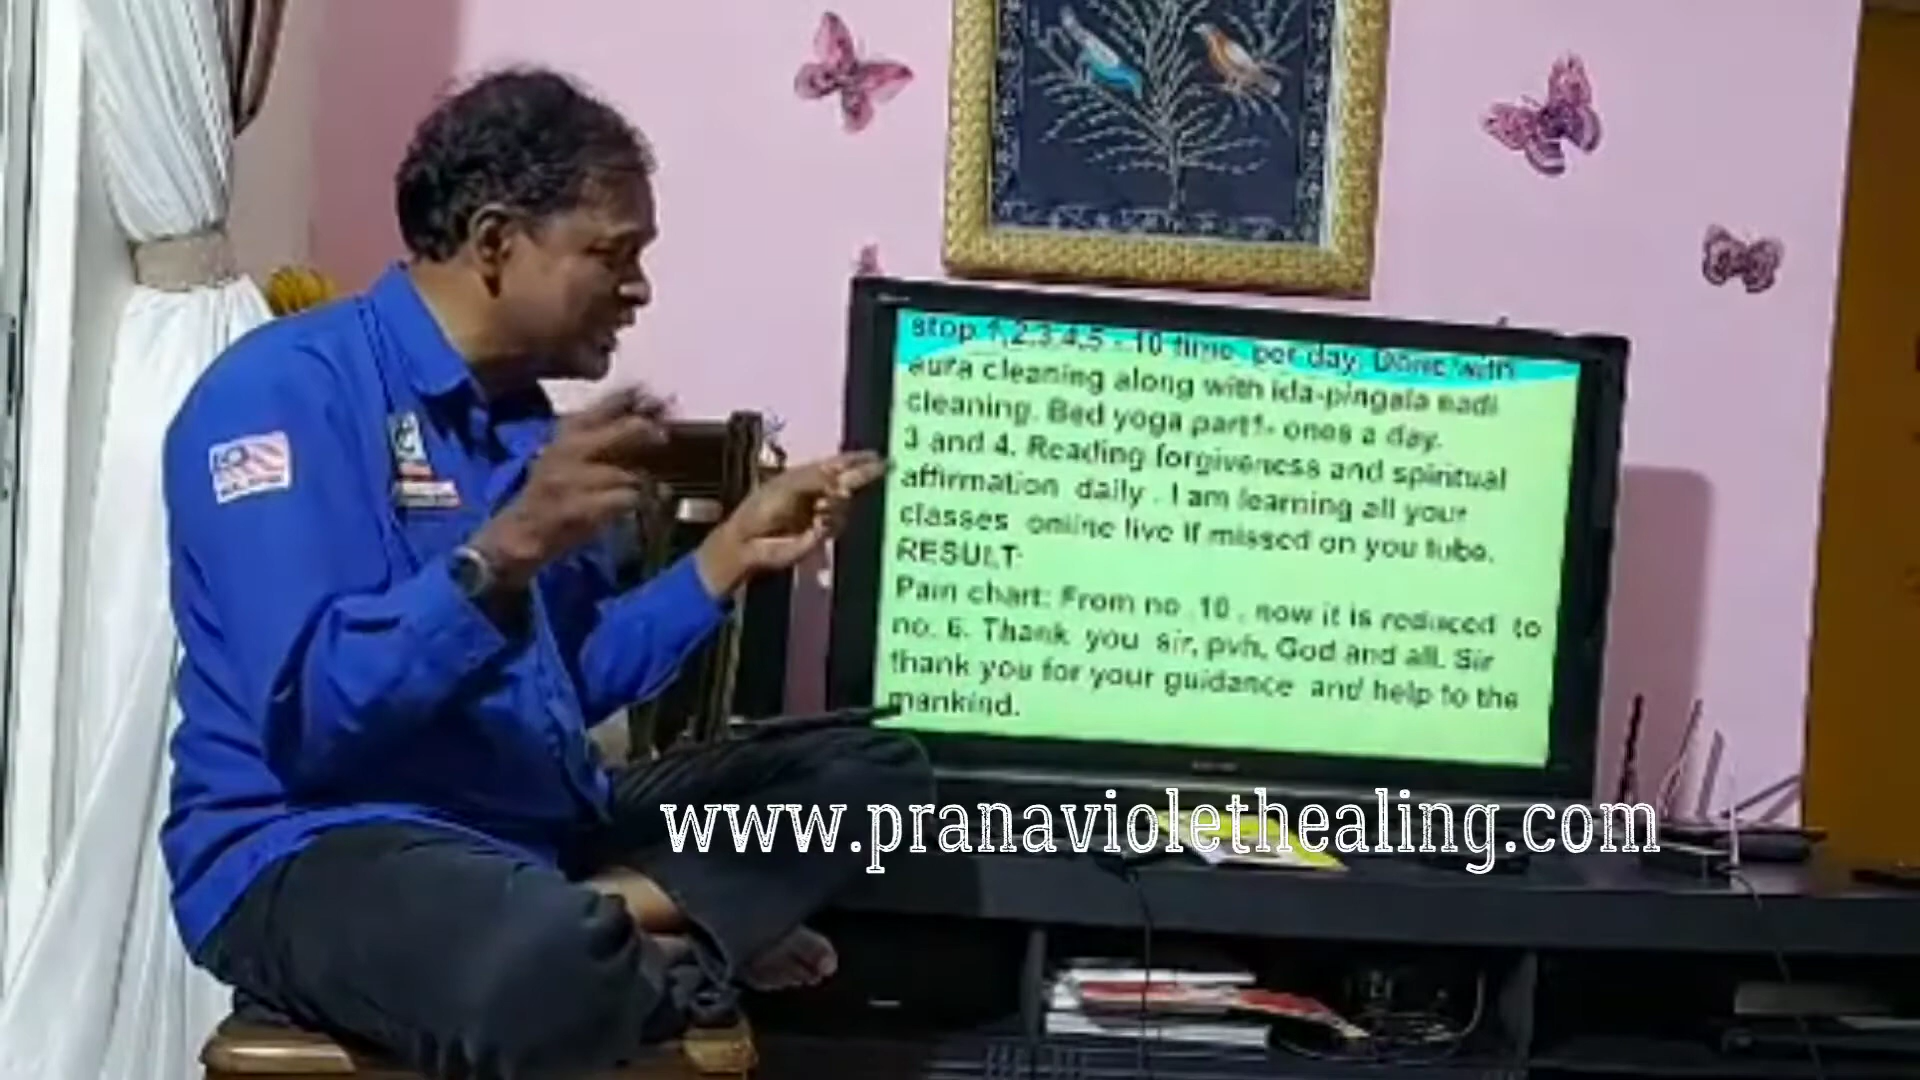 stop 1,2,3,4,5 - 10 time per day. Done with
aura cleaning along with ida-pingala nadi
cleaning. Bed yoga part1- ones a day.
3 and 4. Reading forgiveness and spiritual
affirmation daily . I am learning all your
classes online live if missed on you tube.
RESULT
Pain chart: From no 10 . now it is reduced to
no. 6. Thank you sir, pvh, God and all. Sir
thank you for your guidance and help to the
mankind.
www.pranaviolethealing.com